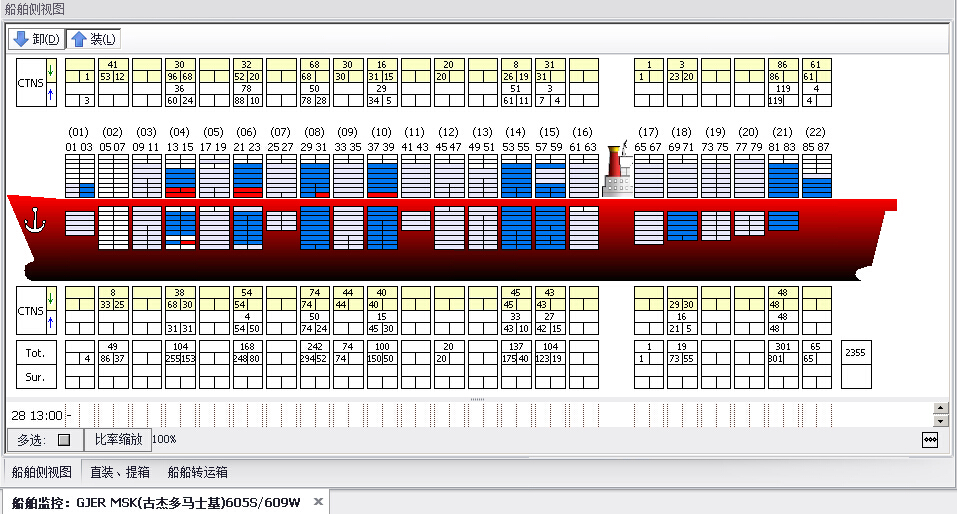 船舶侧视图
卸(D) 装(L)
41 30 32 68 30 16 20 8 31 1 3 86 61
CTNS 1 53 12 96 68 52 20 68 30 31 15 20 26 19 31 1 23 20 86 61
36 78 50 29 51 3 119 4
3 60 24 88 10 78 28 34 5 61 11 7 4 119 4
(01) (02) (03) (04) (05) (06) (07) (08) (09) (10) (11) (12) (13) (14) (15) (16) (17) (18) (19) (20) (21) (22)
01 03 05 07 09 11 13 15 17 19 21 23 25 27 29 31 33 35 37 39 41 43 45 47 49 51 53 55 57 59 61 63 65 67 69 71 73 75 77 79 81 83 85 87
8 38 54 74 44 40 45 43 48
CTNS 33 25 68 30 54 74 44 40 45 43 29 30 48
4 50 15 33 27 16 48
31 31 54 50 74 24 45 30 43 10 42 15 21 5 48
49 104 168 242 74 100 20 137 104 1 19 301 65
Tot. 4 86 37 255 153 248 80 294 52 74 150 50 20 175 40 123 19 1 73 55 301 65 2355
Sur.
28 13:00
多选: 比率缩放 100%
船舶侧视图 直装、提箱 船船转运箱
船舶监控: GJER MSK(古杰多马士基)605S/609W